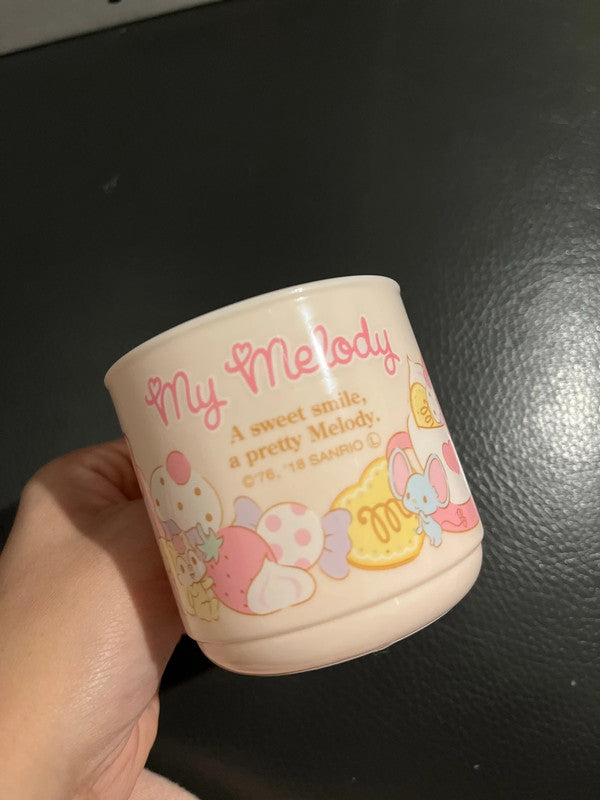 My Melody
A sweet smile,
a pretty Melody.
©'76, '18 SANRIO Ⓛ
m